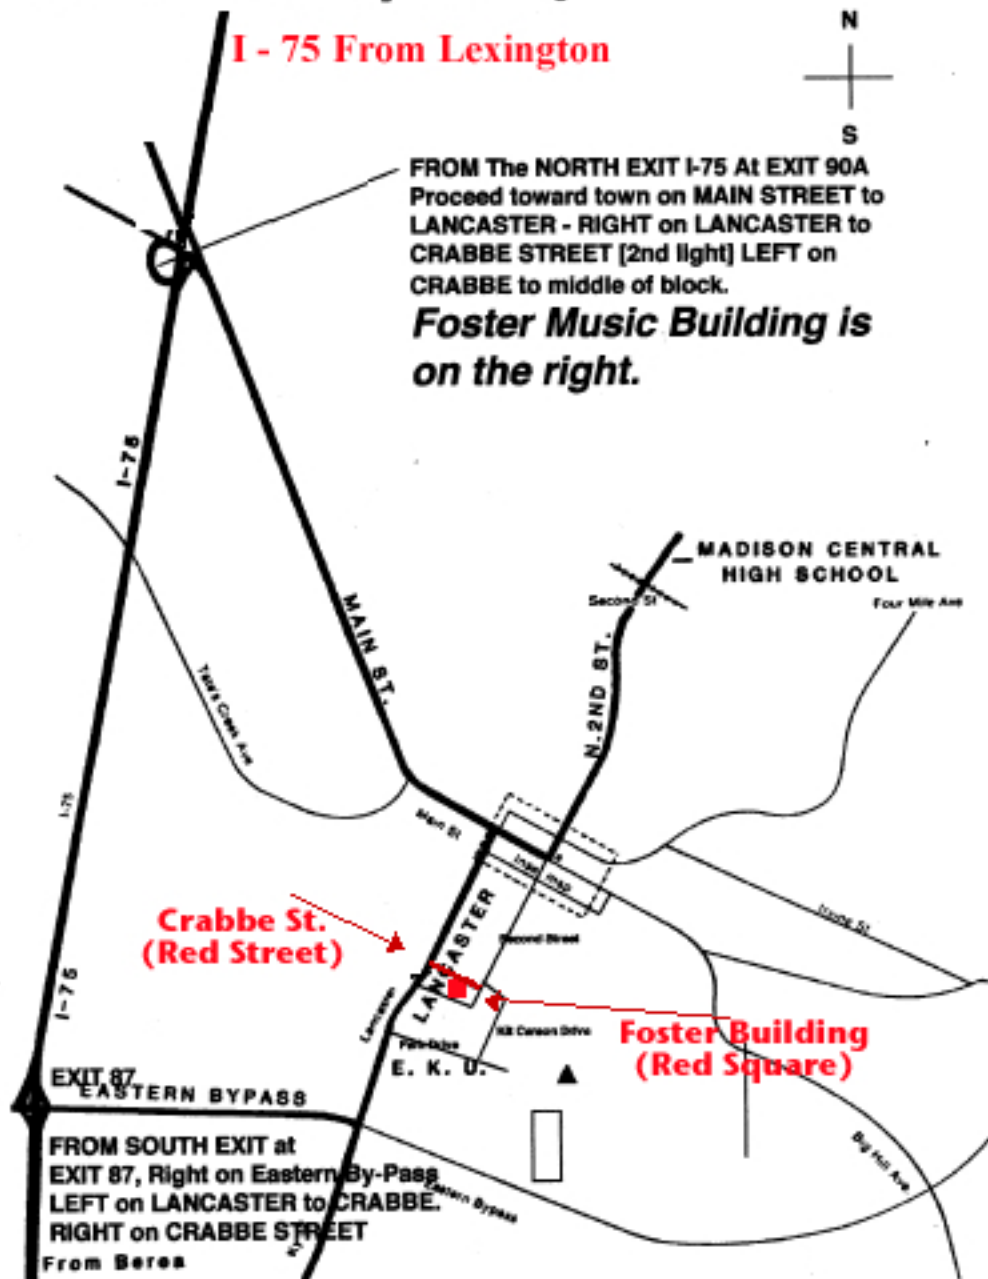 I - 75 From Lexington
N
S
FROM The NORTH EXIT I-75 At EXIT 90A
Proceed toward town on MAIN STREET to
LANCASTER - RIGHT on LANCASTER to
CRABBE STREET [2nd light] LEFT on
CRABBE to middle of block.
Foster Music Building is
on the right.
I-75
MADISON CENTRAL
HIGH SCHOOL
Second St
Four Mile Ave
MAIN ST.
N. 2ND ST.
Tate's Creek Ave
I-75
Main St
Inset map
Irvine St
LANCASTER
Second Street
Crabbe St.
(Red Street)
I-75
Lancaster
Kit Carson Drive
Foster Building
(Red Square)
Park Drive
E. K. U.
EXIT 87
EASTERN BYPASS
FROM SOUTH EXIT at
EXIT 87, Right on Eastern By-Pass
LEFT on LANCASTER to CRABBE.
RIGHT on CRABBE STREET
Eastern Bypass
Big Hill Ave
From Berea